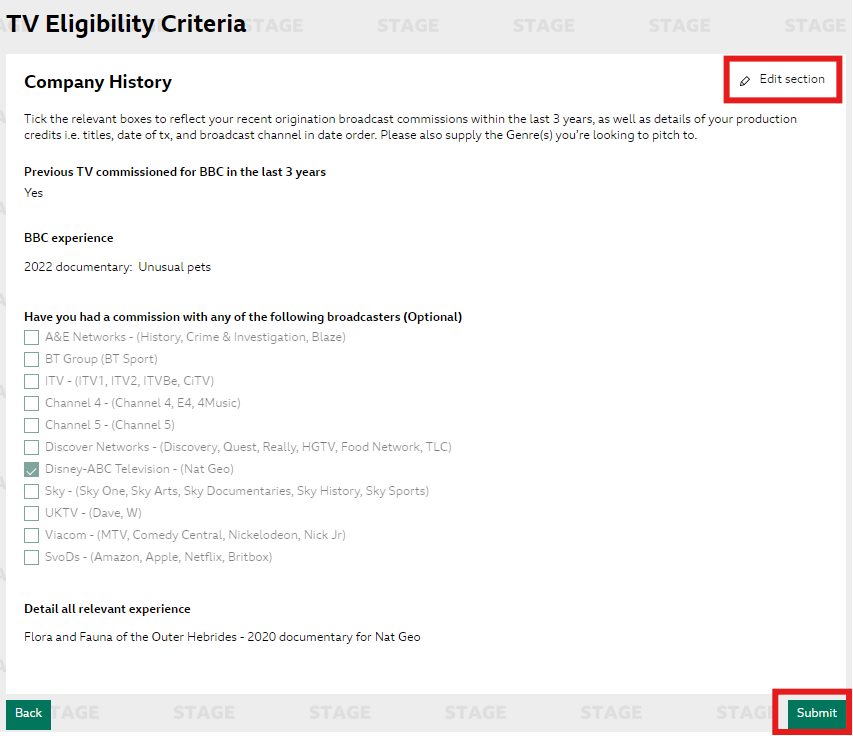 TV Eligibility Criteria
STAGE STAGE STAGE STAGE
Company History
Edit section
Tick the relevant boxes to reflect your recent origination broadcast commissions within the last 3 years, as well as details of your production
credits i.e. titles, date of tx, and broadcast channel in date order. Please also supply the Genre(s) you’re looking to pitch to.
Previous TV commissioned for BBC in the last 3 years
Yes
BBC experience
2022 documentary: Unusual pets
Have you had a commission with any of the following broadcasters (Optional)
A&E Networks - (History, Crime & Investigation, Blaze)
BT Group (BT Sport)
ITV - (ITV1, ITV2, ITVBe, CiTV)
Channel 4 - (Channel 4, E4, 4Music)
Channel 5 - (Channel 5)
Discover Networks - (Discovery, Quest, Really, HGTV, Food Network, TLC)
Disney-ABC Television - (Nat Geo)
Sky - (Sky One, Sky Arts, Sky Documentaries, Sky History, Sky Sports)
UKTV - (Dave, W)
Viacom - (MTV, Comedy Central, Nickelodeon, Nick Jr)
SvoDs - (Amazon, Apple, Netflix, Britbox)
Detail all relevant experience
Flora and Fauna of the Outer Hebrides - 2020 documentary for Nat Geo
Back TAGE STAGE STAGE STAGE STAGE STAG Submit